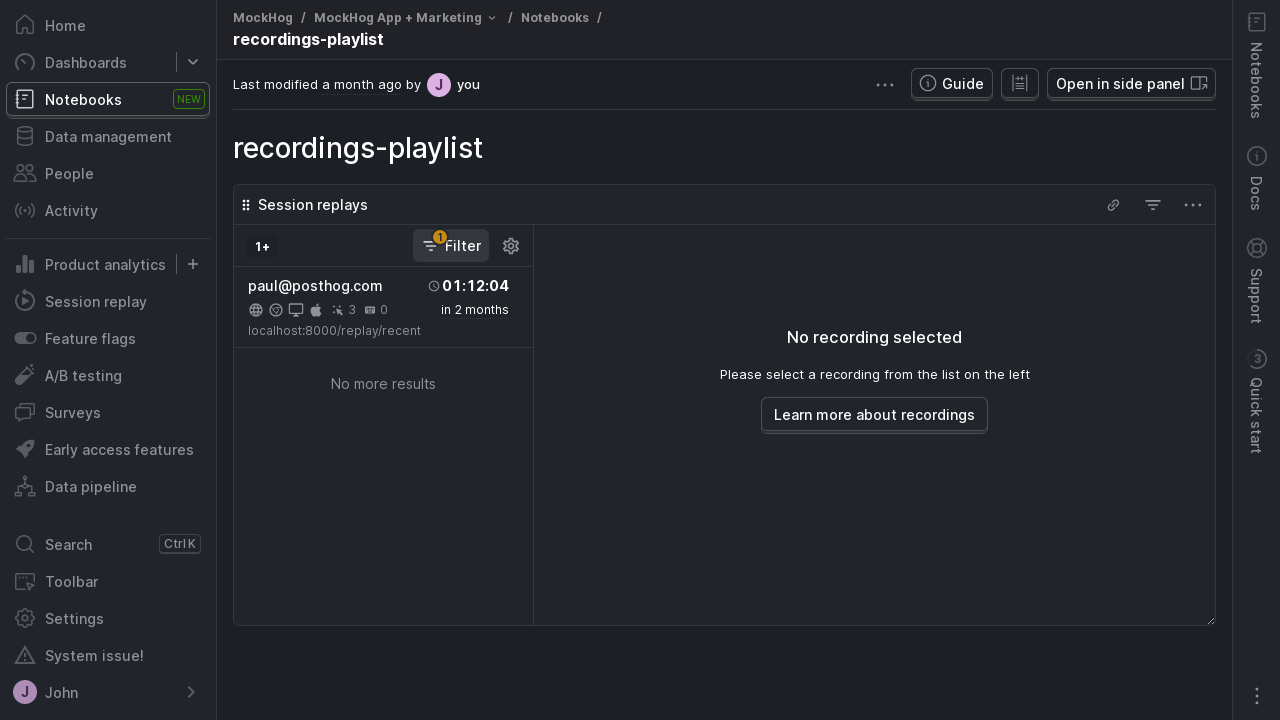 Home
Dashboards
Notebooks NEW
Data management
People
Activity
Product analytics
Session replay
Feature flags
A/B testing
Surveys
Early access features
Data pipeline
Search Ctrl K
Toolbar
Settings
System issue!
J John
MockHog / MockHog App + Marketing / Notebooks /
recordings-playlist
Last modified a month ago by J you
Guide
Open in side panel
recordings-playlist
Session replays
1+
1
Filter
paul@posthog.com 01:12:04
3 0 in 2 months
localhost:8000/replay/recent
No more results
No recording selected
Please select a recording from the list on the left
Learn more about recordings
Notebooks
Docs
Support
3
Quick start